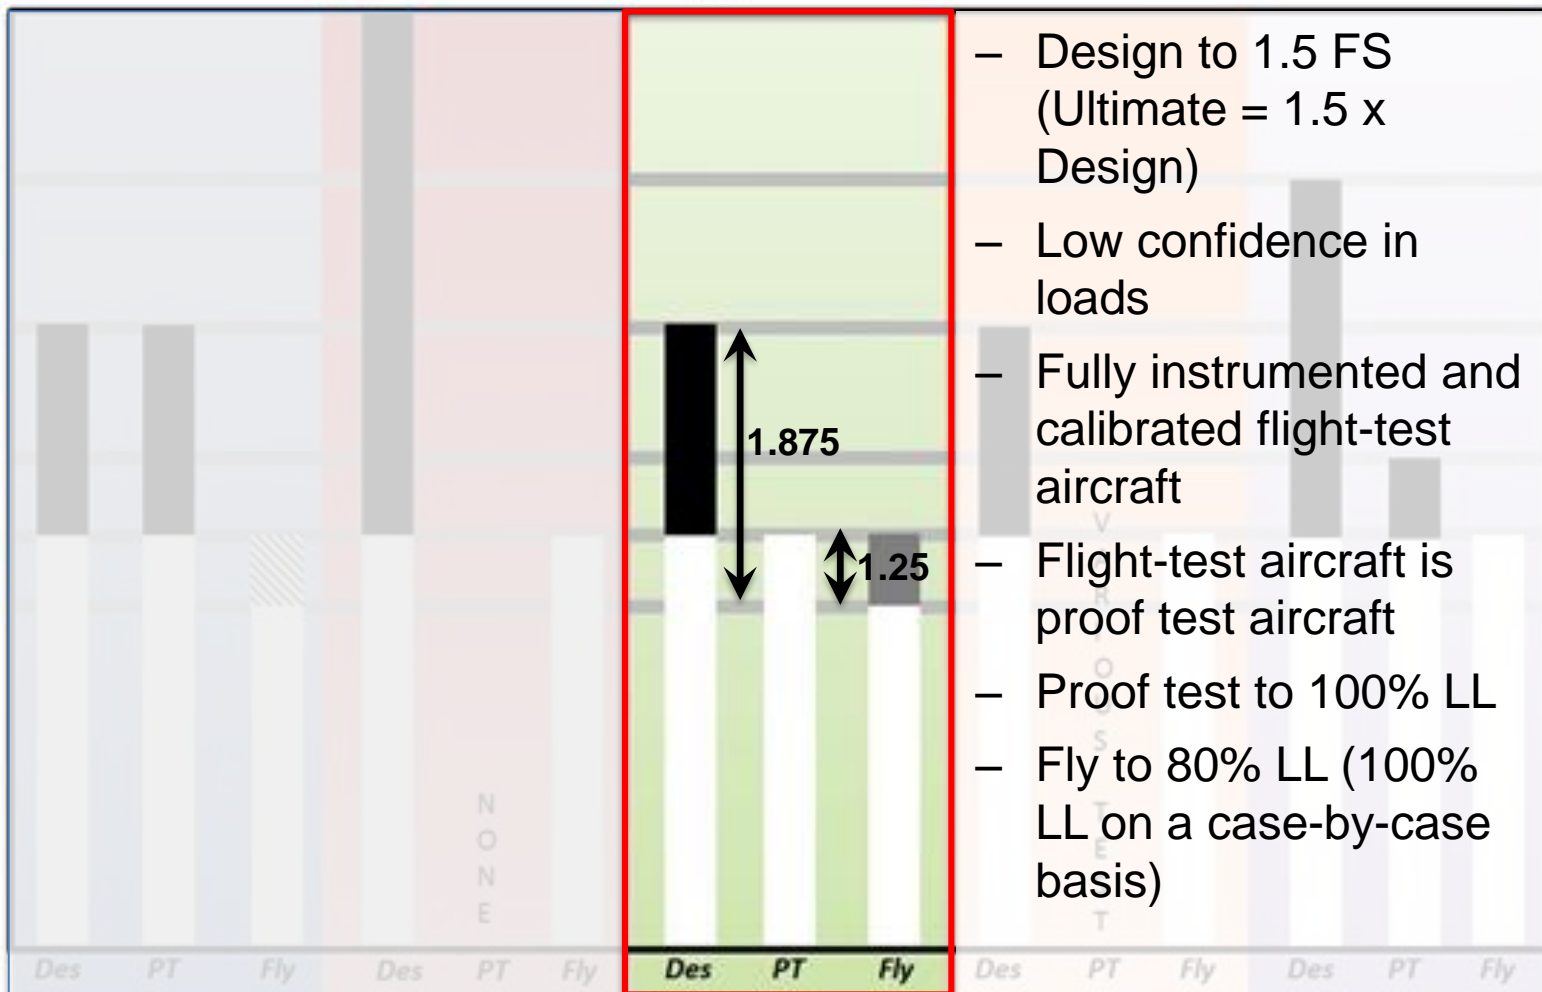 – Design to 1.5 FS
(Ultimate = 1.5 x
Design)
– Low confidence in
loads
– Fully instrumented and
calibrated flight-test
aircraft
– Flight-test aircraft is
proof test aircraft
– Proof test to 100% LL
– Fly to 80% LL (100%
LL on a case-by-case
basis)
1.875
1.25
N
O
N
E
V
R
O
U
S
T
E
T
Des PT Fly Des PT Fly Des PT Fly Des PT Fly Des PT Fly